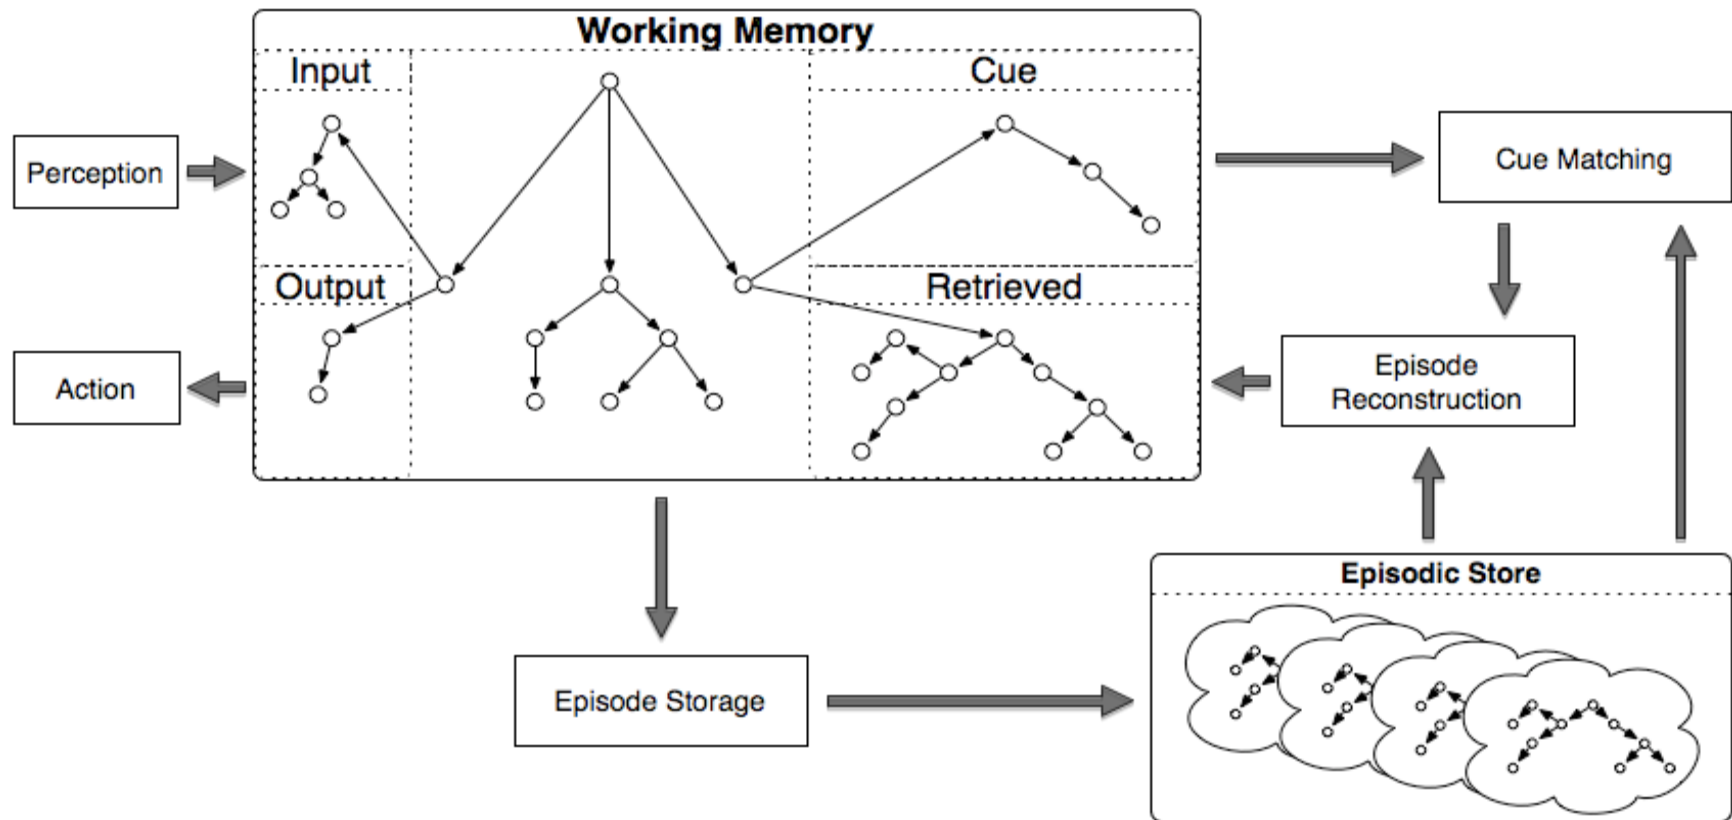 Working Memory
Input
Cue
Perception
Cue Matching
Output
Retrieved
Action
Episode
Reconstruction
Episodic Store
Episode Storage